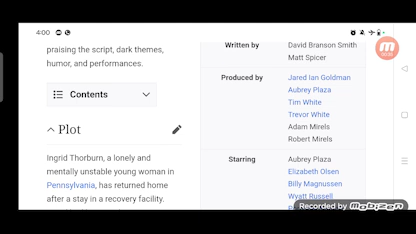 4:00
praising the script, dark themes,
humor, and performances.
Contents
Plot
Ingrid Thorburn, a lonely and
mentally unstable young woman in
Pennsylvania, has returned home
after a stay in a recovery facility.
Written by David Branson Smith
Matt Spicer
Produced by Jared Ian Goldman
Aubrey Plaza
Tim White
Trevor White
Adam Mirels
Robert Mirels
Starring Aubrey Plaza
Elizabeth Olsen
Billy Magnussen
Wyatt Russell
Recorded by Mobizen